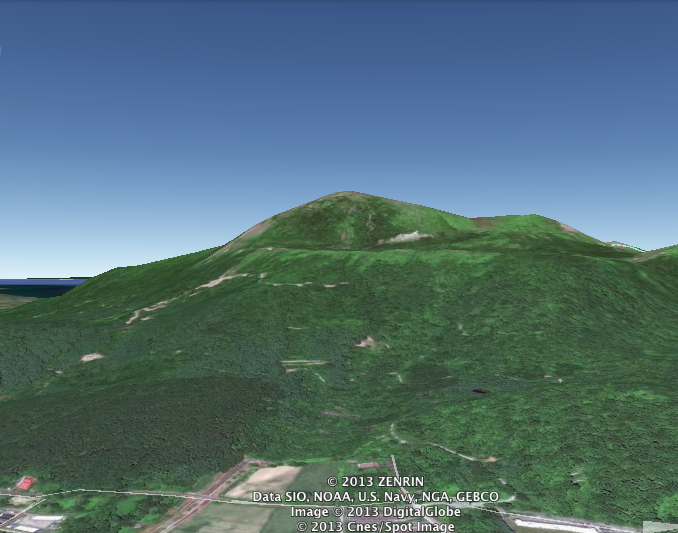 © 2013 ZENRIN
Data SIO, NOAA, U.S. Navy, NGA, GEBCO
Image © 2013 DigitalGlobe
© 2013 Cnes/Spot Image